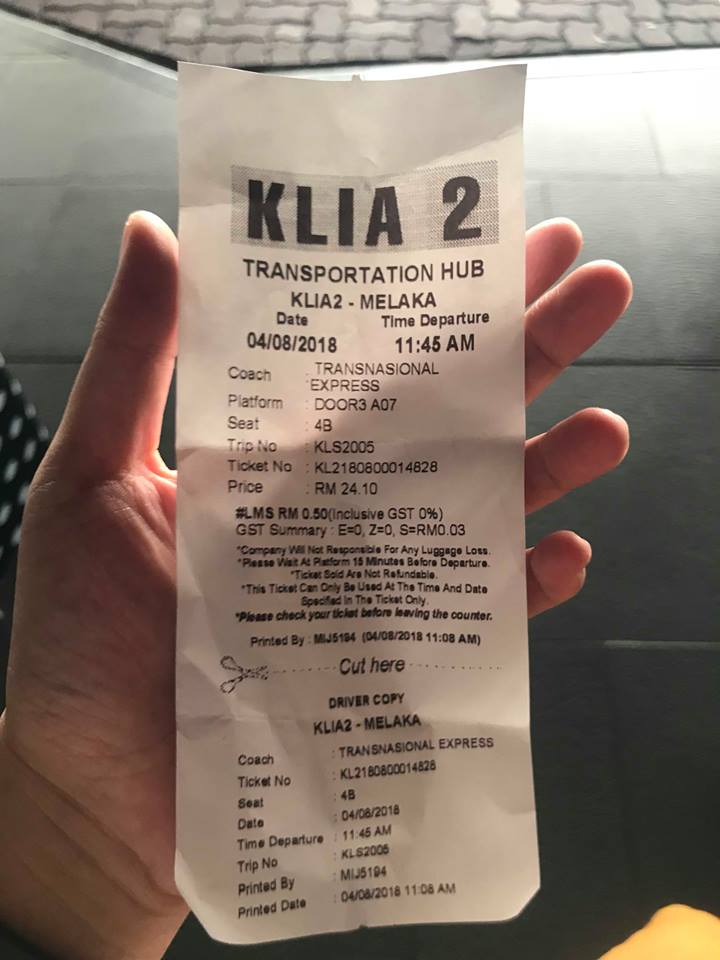 KLIA 2
TRANSPORTATION HUB
KLIA2 - MELAKA
Date Time Departure
04/08/2018 11:45 AM
Coach : TRANSNASIONAL
EXPRESS
Platform : DOOR3 A07
Seat : 4B
Trip No : KLS2005
Ticket No : KL2180800014828
Price : RM 24.10
#LMS RM 0.50(Inclusive GST 0%)
GST Summary : E=0, Z=0, S=RM0.03
*Company Will Not Responsible For Any Luggage Loss.
*Please Wait At Platform 15 Minutes Before Departure.
*Ticket Sold Are Not Refundable.
*This Ticket Can Only Be Used At The Time And Date
Specified In The Ticket Only.
*Please check your ticket before leaving the counter.
Printed By : MIJ5194 (04/08/2018 11:08 AM)
Cut here
DRIVER COPY
KLIA2 - MELAKA
Coach : TRANSNASIONAL EXPRESS
Ticket No : KL2180800014828
Seat : 4B
Date : 04/08/2018
Time Departure : 11:45 AM
Trip No : KLS2005
Printed By : MIJ5194
Printed Date : 04/08/2018 11:08 AM